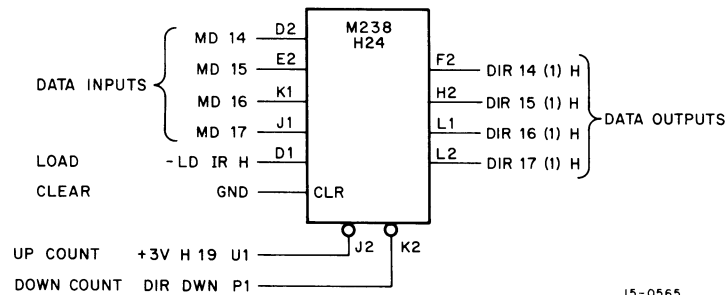 M238
H24
MD 14 D2
MD 15 E2
MD 16 K1
MD 17 J1
DATA INPUTS
LOAD -LD IR H D1
CLEAR GND CLR
F2 DIR 14 (1) H
H2 DIR 15 (1) H
L1 DIR 16 (1) H
L2 DIR 17 (1) H
DATA OUTPUTS
J2 K2
UP COUNT +3V H 19 U1
DOWN COUNT DIR DWN P1
15-0565